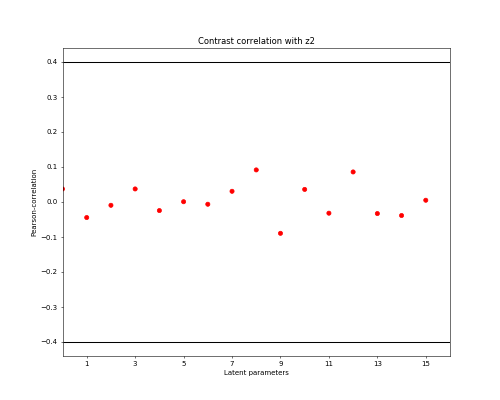 Contrast correlation with z2
0.4
0.3
0.2
0.1
0.0
−0.1
−0.2
−0.3
−0.4
Pearson-correlation
1 3 5 7 9 11 13 15
Latent parameters